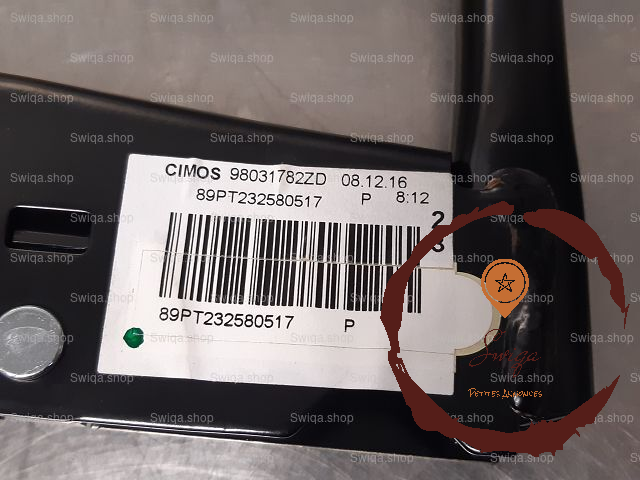 CIMOS 98031782ZD 08.12.16
89PT232580517 P 8:12
2
3
89PT232580517 P
Swiqa
PETITES ANNONCES
Swiqa.shop